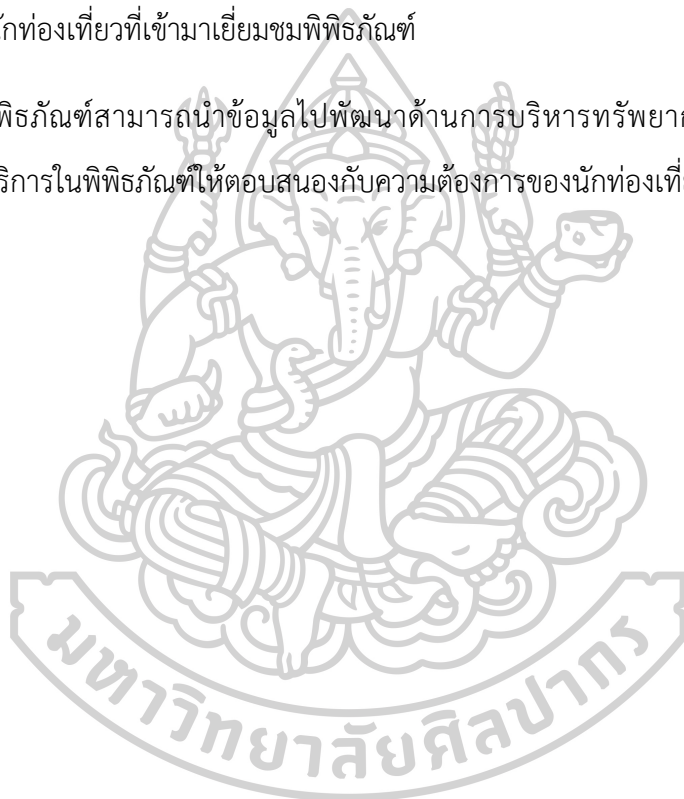 นักท่องเที่ยวที่เข้ามาเยี่ยมชมพิพิธภัณฑ์
พิธภัณฑ์สามารถนำข้อมูลไปพัฒนาด้านการบริหารทรัพยาก
ริการในพิพิธภัณฑ์ให้ตอบสนองกับความต้องการของนักท่องเที่
มหาวิทยาลัยศิลปากร